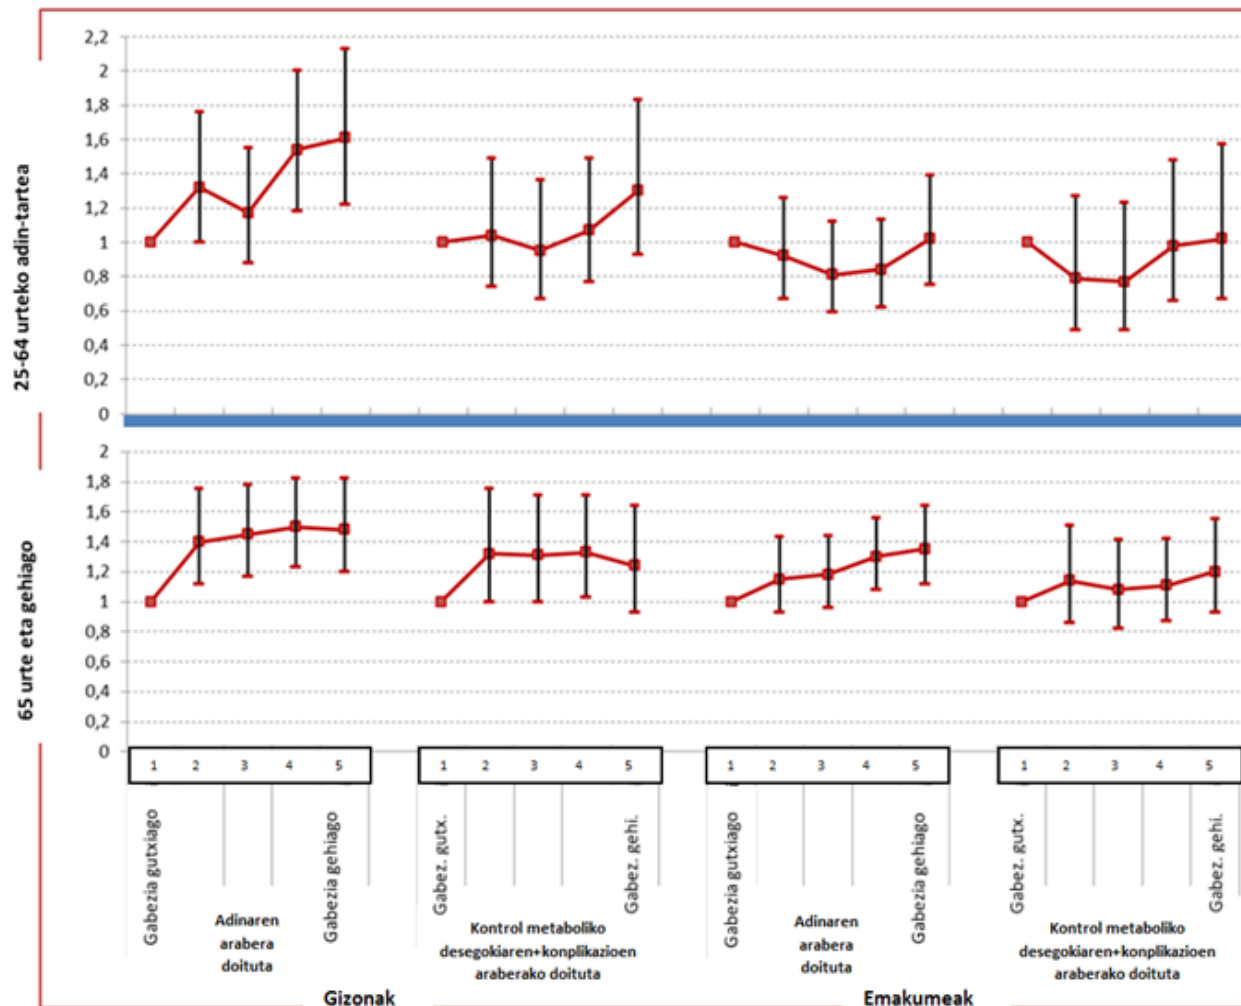 25-64 urteko adin-tartea
2,2
2
1,8
1,6
1,4
1,2
1
0,8
0,6
0,4
0,2
0
65 urte eta gehiago
2
1,8
1,6
1,4
1,2
1
0,8
0,6
0,4
0,2
0
1 2 3 4 5
1 2 3 4 5
1 2 3 4 5
1 2 3 4 5
Gabezia gutxiago
Gabezia gehiago
Gabez. gutx.
Gabez. gehi.
Gabezia gutxiago
Gabezia gehiago
Gabez. gutx.
Gabez. gehi.
Adinaren
arabera
doituta
Kontrol metaboliko
desegokiaren+konplikazioen
araberako doituta
Adinaren
arabera
doituta
Kontrol metaboliko
desegokiaren+konplikazioen
araberako doituta
Gizonak
Emakumeak